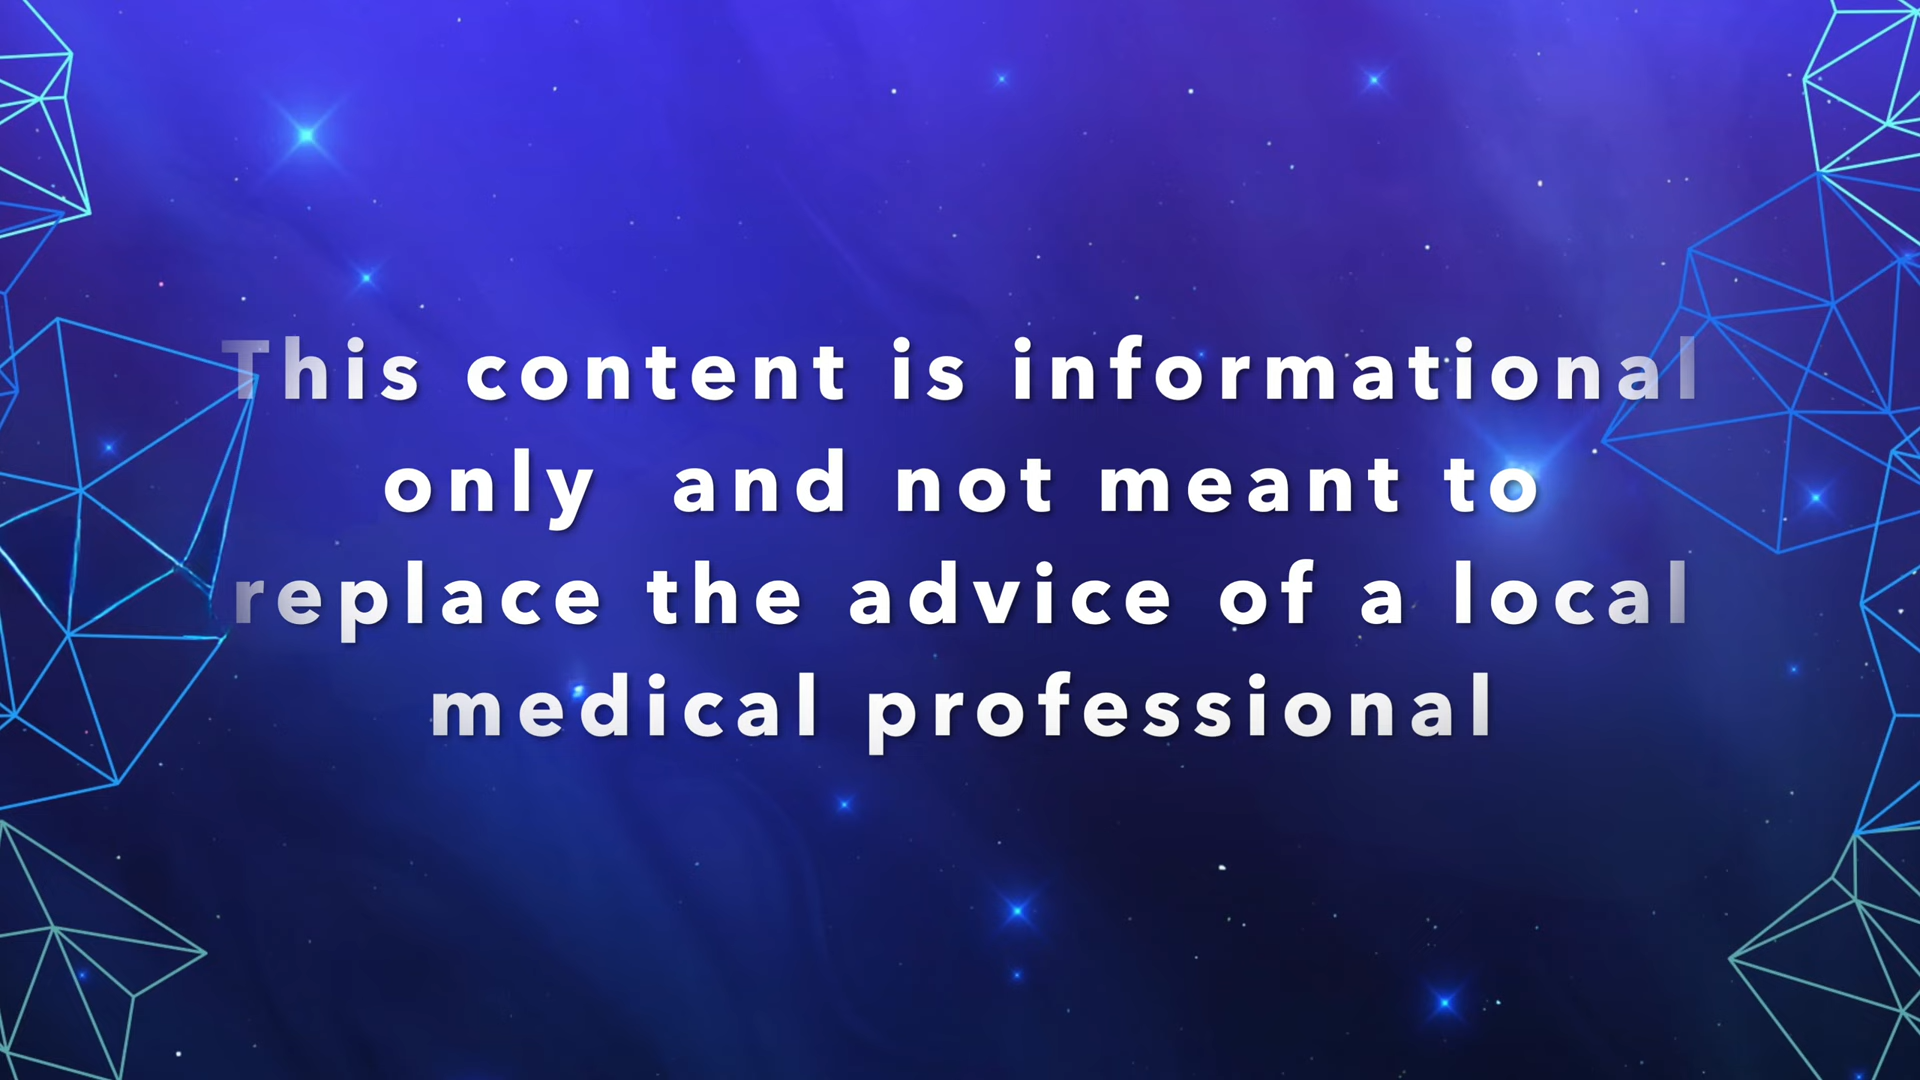 This content is informational
only  and not meant to
replace the advice of a local
medical professional